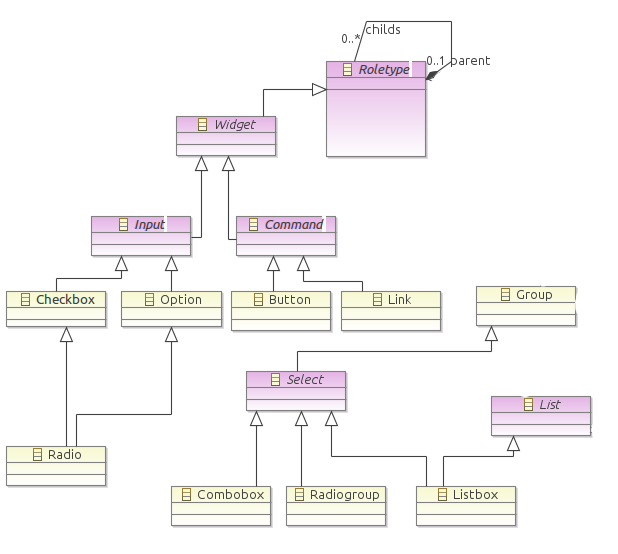 childs
0..*
0..1 parent
Roletype
Widget
Input
Command
Checkbox
Option
Button
Link
Group
Select
List
Radio
Combobox
Radiogroup
Listbox